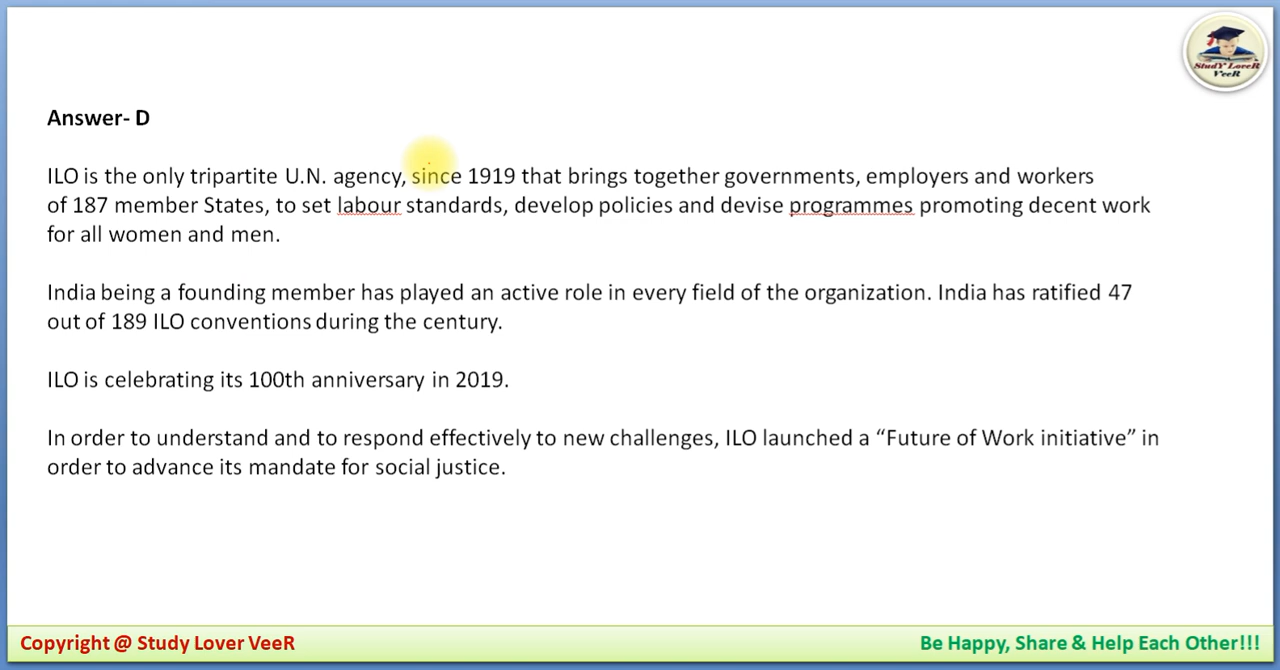 StudY LoveR
VeeR
Answer- D
ILO is the only tripartite U.N. agency, since 1919 that brings together governments, employers and workers
of 187 member States, to set labour standards, develop policies and devise programmes promoting decent work
for all women and men.
India being a founding member has played an active role in every field of the organization. India has ratified 47
out of 189 ILO conventions during the century.
ILO is celebrating its 100th anniversary in 2019.
In order to understand and to respond effectively to new challenges, ILO launched a “Future of Work initiative” in
order to advance its mandate for social justice.
Copyright @ Study Lover VeeR
Be Happy, Share & Help Each Other!!!